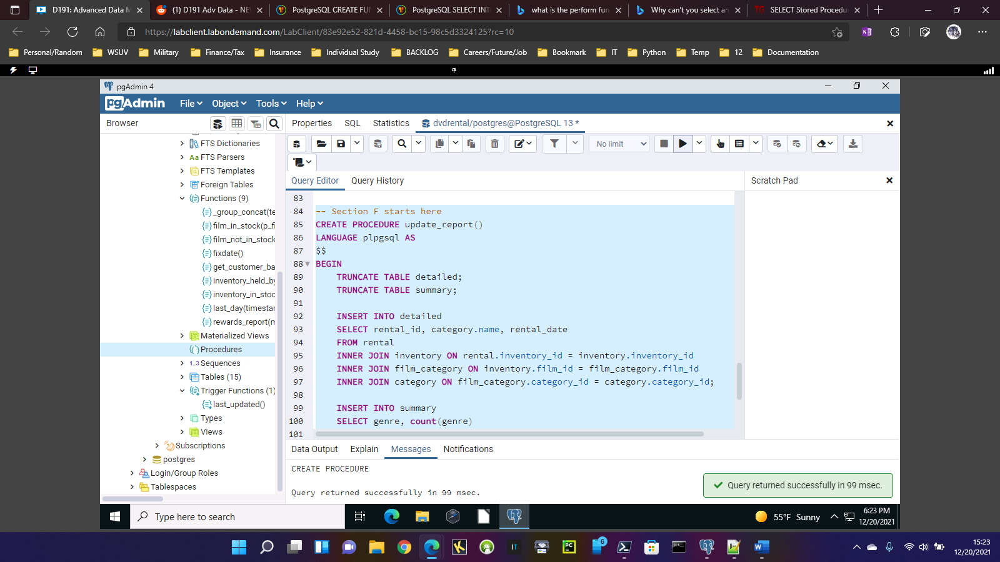 D191: Advanced Data M
(1) D191 Adv Data - NE
PostgreSQL CREATE FUN
PostgreSQL SELECT INT
what is the perform fun
Why can't you select an
SELECT Stored Procedu
https://labclient.labondemand.com/LabClient/83e92e52-821d-4458-bc15-98c5d3324125?rc=10
Personal/Random
WSUV
Military
Finance/Tax
Insurance
Individual Study
BACKLOG
Careers/Future/Job
Bookmark
IT
Python
Temp
12
Documentation
pgAdmin 4
pgAdmin
File
Object
Tools
Help
Browser
Properties
SQL
Statistics
dvdrental/postgres@PostgreSQL 13 *
No limit
Query Editor
Query History
Scratch Pad
FTS Dictionaries
Aa FTS Parsers
FTS Templates
Foreign Tables
Functions (9)
_group_concat(te
film_in_stock(p_fi
film_not_in_stock
fixdate()
get_customer_ba
inventory_held_by
inventory_in_stoc
last_day(timestar
rewards_report(m
Materialized Views
Procedures
1..3 Sequences
Tables (15)
Trigger Functions (1)
last_updated()
Types
Views
Subscriptions
postgres
Login/Group Roles
Tablespaces
83
84 -- Section F starts here
85 CREATE PROCEDURE update_report()
86 LANGUAGE plpgsql AS
87 $$
88 BEGIN
89 TRUNCATE TABLE detailed;
90 TRUNCATE TABLE summary;
91
92 INSERT INTO detailed
93 SELECT rental_id, category.name, rental_date
94 FROM rental
95 INNER JOIN inventory ON rental.inventory_id = inventory.inventory_id
96 INNER JOIN film_category ON inventory.film_id = film_category.film_id
97 INNER JOIN category ON film_category.category_id = category.category_id;
98
99 INSERT INTO summary
100 SELECT genre, count(genre)
101
Data Output
Explain
Messages
Notifications
CREATE PROCEDURE
Query returned successfully in 99 msec.
Query returned successfully in 99 msec.
Type here to search
55°F Sunny
6:23 PM
12/20/2021
IT
PC
6
15:23
12/20/2021